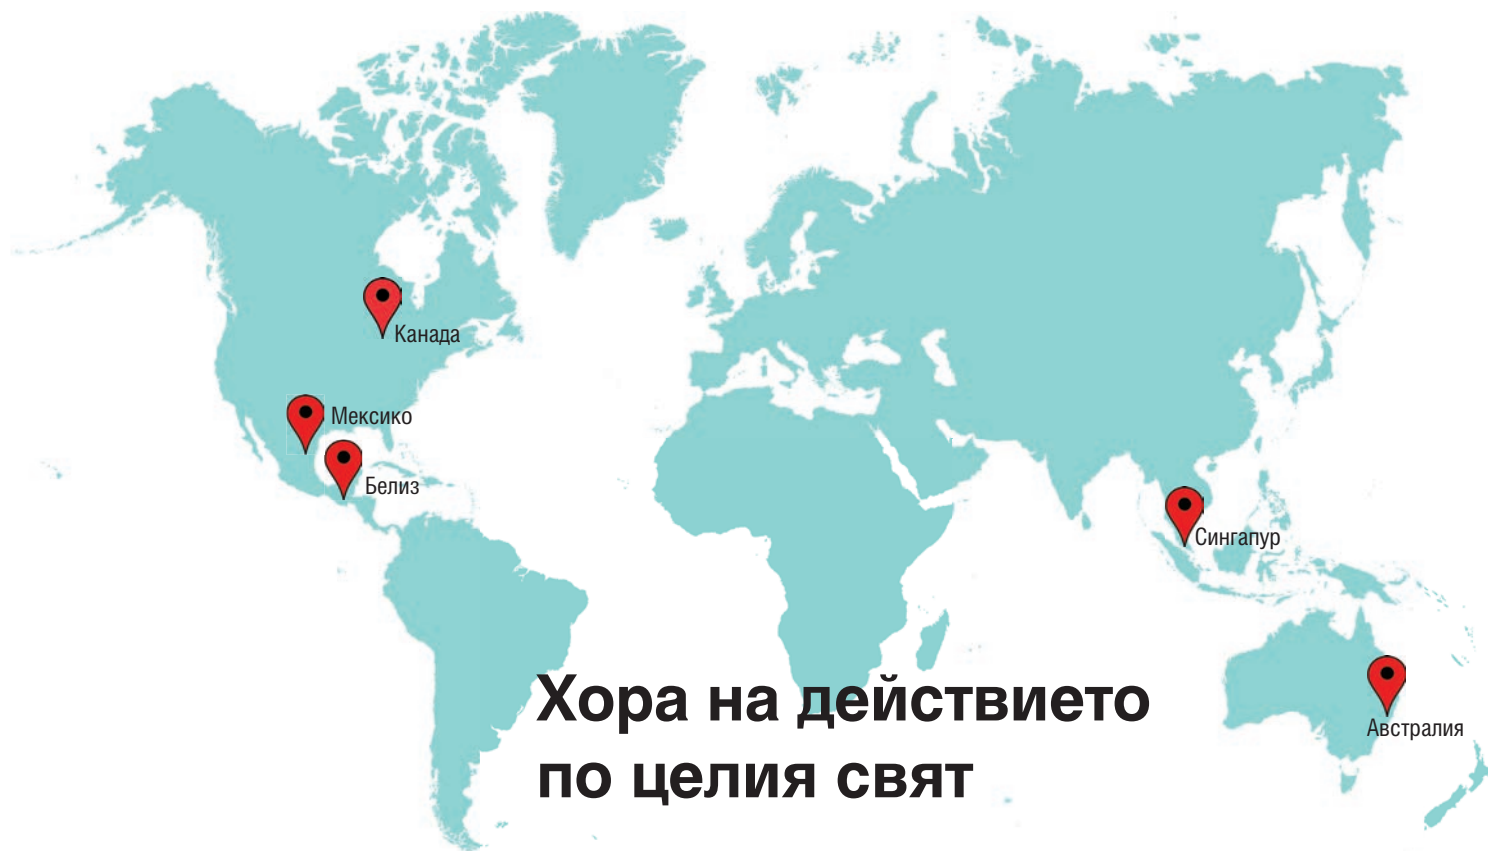 Канада
Мексико
Белиз
Сингапур
Хора на действието
по целия свят
Австралия